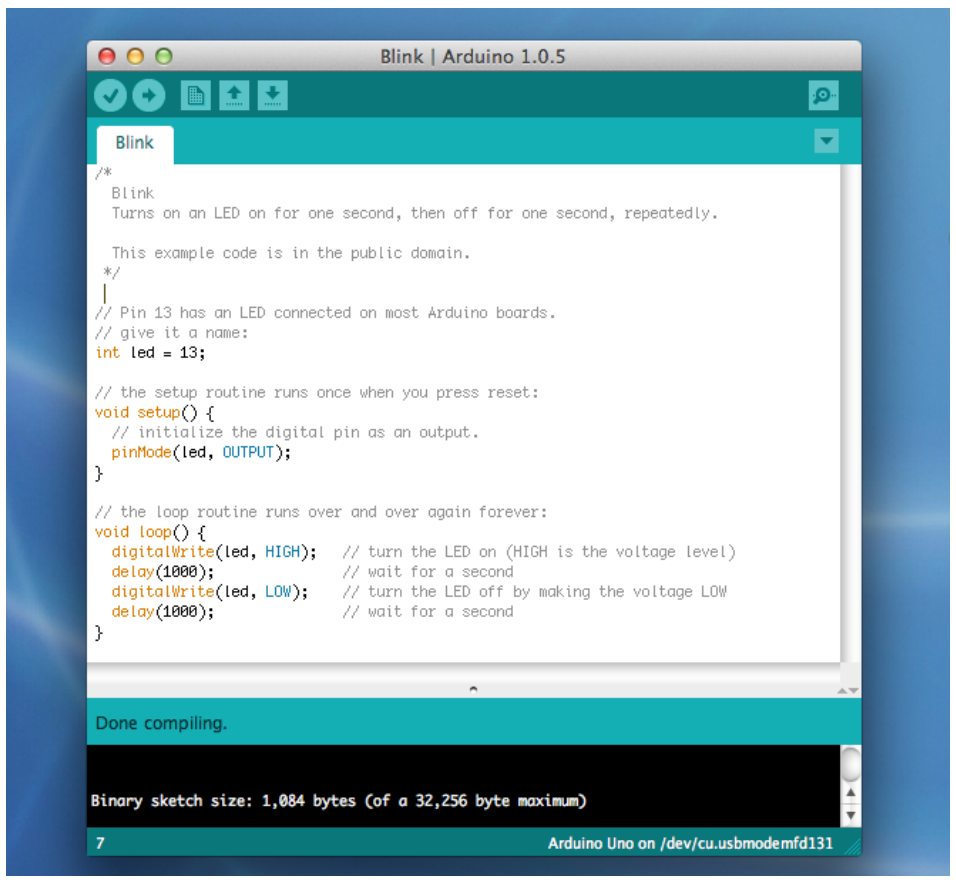 Blink | Arduino 1.0.5
Blink
/*
  Blink
  Turns on an LED on for one second, then off for one second, repeatedly.

  This example code is in the public domain.
 */

// Pin 13 has an LED connected on most Arduino boards.
// give it a name:
int led = 13;

// the setup routine runs once when you press reset:
void setup() {
  // initialize the digital pin as an output.
  pinMode(led, OUTPUT);
}

// the loop routine runs over and over again forever:
void loop() {
  digitalWrite(led, HIGH);   // turn the LED on (HIGH is the voltage level)
  delay(1000);               // wait for a second
  digitalWrite(led, LOW);    // turn the LED off by making the voltage LOW
  delay(1000);               // wait for a second
}
Done compiling.
Binary sketch size: 1,084 bytes (of a 32,256 byte maximum)
7 Arduino Uno on /dev/cu.usbmodemfd131